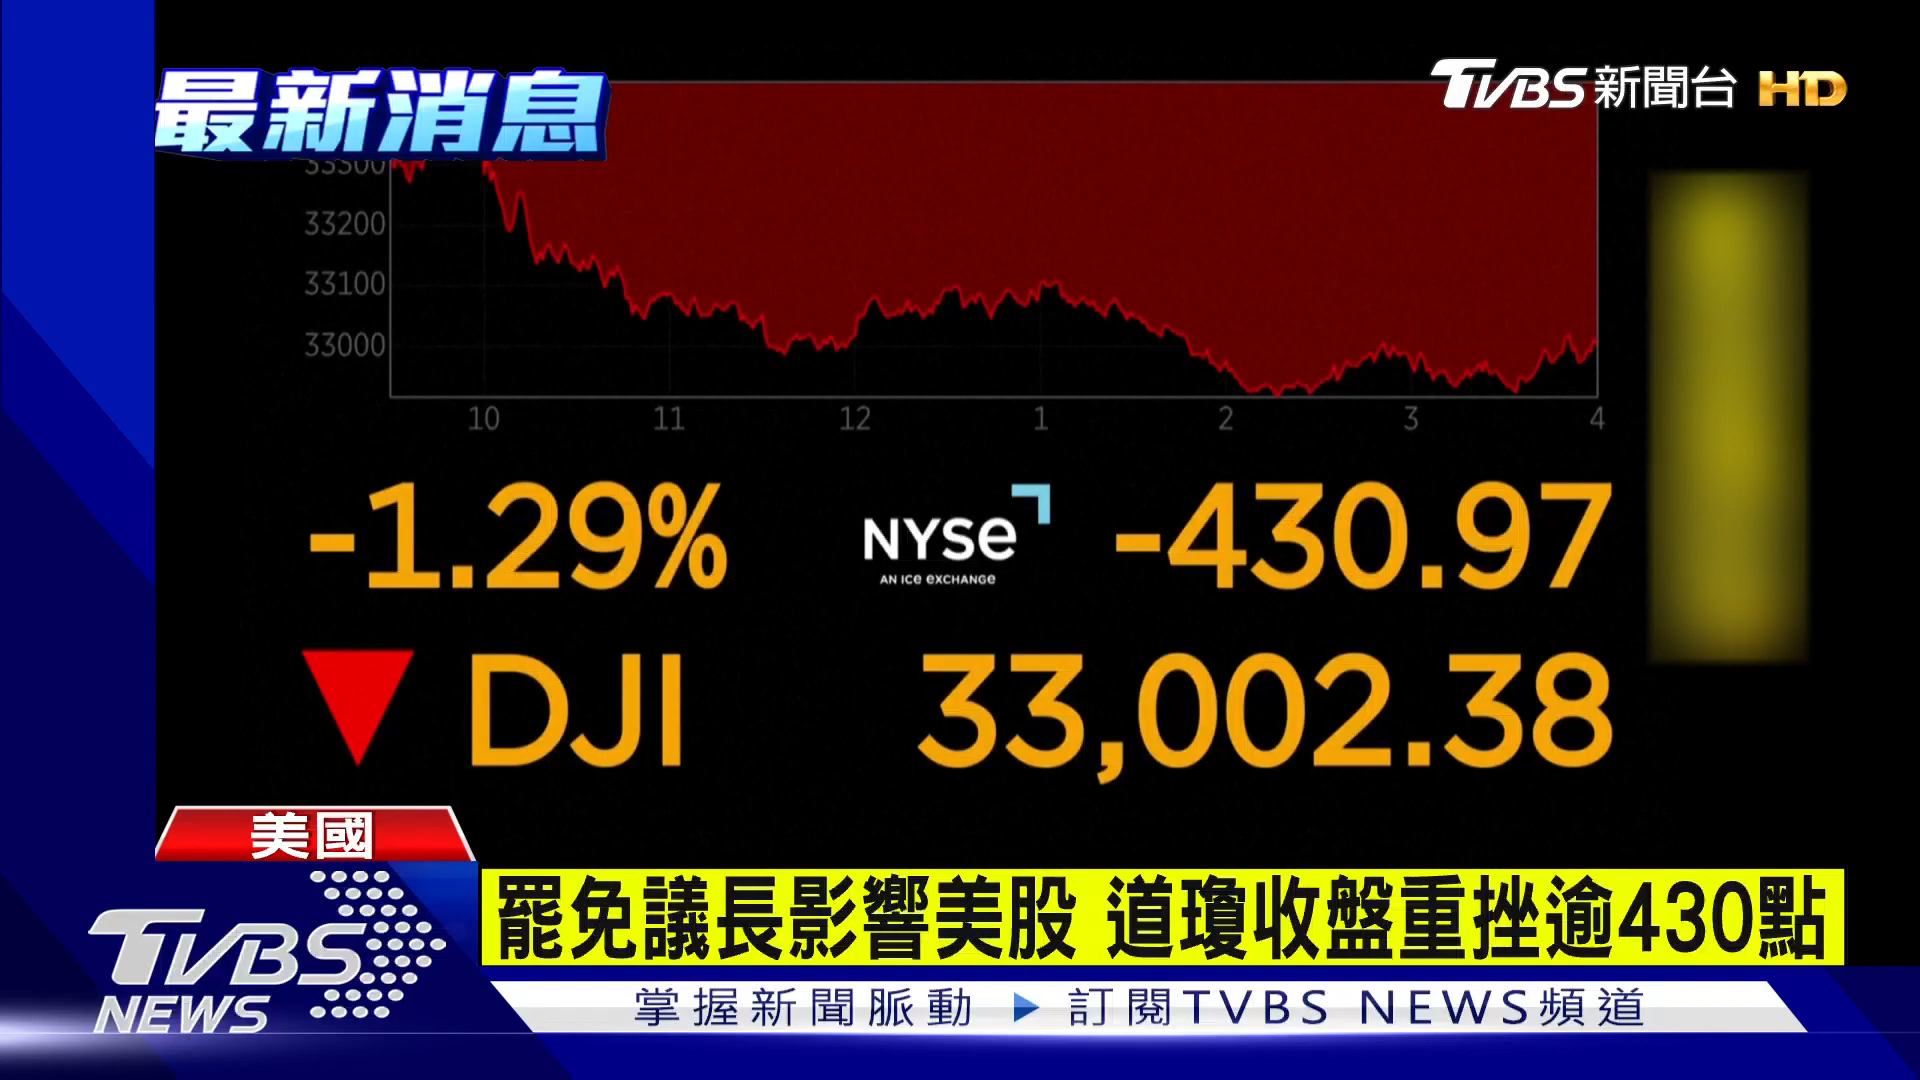 最新消息
TVBS新聞台 HD
33300
33200
33100
33000
10 11 12 1 2 3 4
-1.29% NYSE -430.97
AN ICE EXCHANGE
DJI 33,002.38
美國
罷免議長影響美股 道瓊收盤重挫逾430點
TVBS
NEWS
掌握新聞脈動 ▶ 訂閱TVBS NEWS頻道